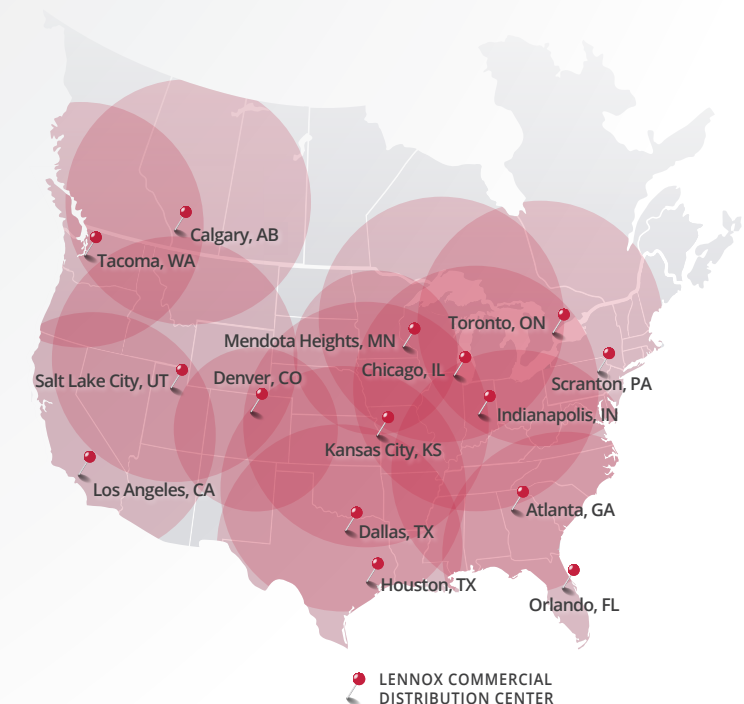 Calgary, AB
Tacoma, WA
Toronto, ON
Mendota Heights, MN
Chicago, IL
Salt Lake City, UT
Denver, CO
Scranton, PA
Indianapolis, IN
Kansas City, KS
Los Angeles, CA
Atlanta, GA
Dallas, TX
Houston, TX
Orlando, FL
LENNOX COMMERCIAL
DISTRIBUTION CENTER